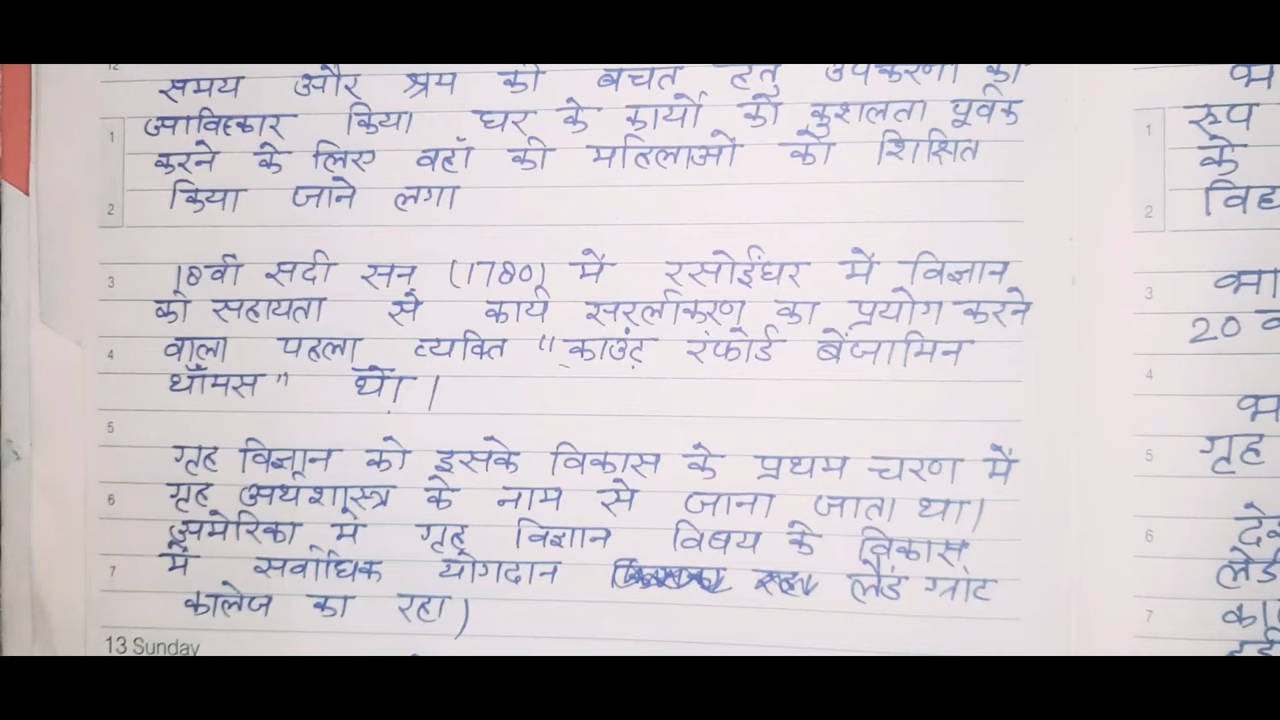 समय और श्रम की बचत हेतु उपकरणों का
आविष्कार किया घर के कार्यों को कुशलता पूर्वक
करने के लिए वहाँ की महिलाओं को शिक्षित
किया जाने लगा
18वी सदी सन् (1780) में रसोईघर में विज्ञान
की सहायता से कार्य सरलीकरण का प्रयोग करने
वाला पहला व्यक्ति "काउंट रंफोर्ड बेंजामिन
थॉमस" थे।
गृह विज्ञान को इसके विकास के प्रथम चरण में
गृह अर्थशास्त्र के नाम से जाना जाता था।
अमेरिका में गृह विज्ञान विषय के विकास
में सर्वाधिक योगदान लैंड ग्रांट
कालेज का रहा)
13 Sunday
रूप
के
20
गृह